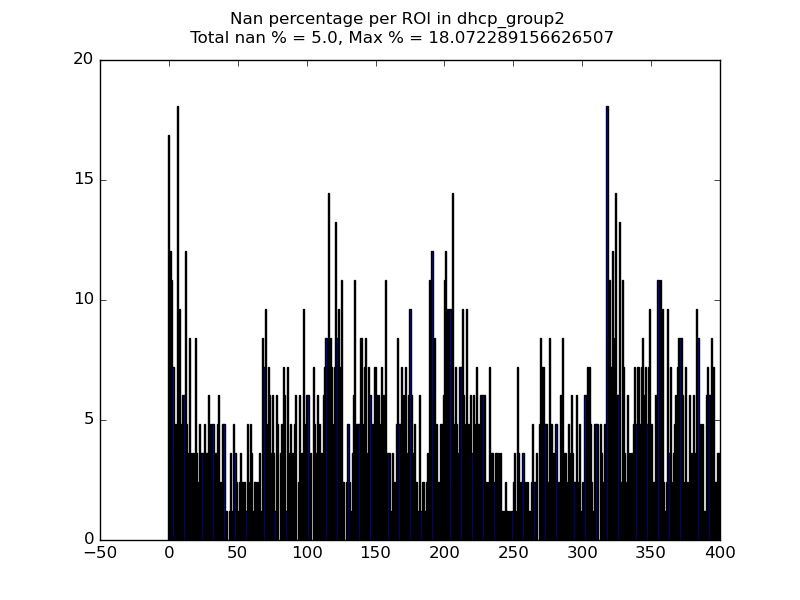 Nan percentage per ROI in dhcp_group2
Total nan % = 5.0, Max % = 18.072289156626507
20
15
10
5
0
−50 0 50 100 150 200 250 300 350 400